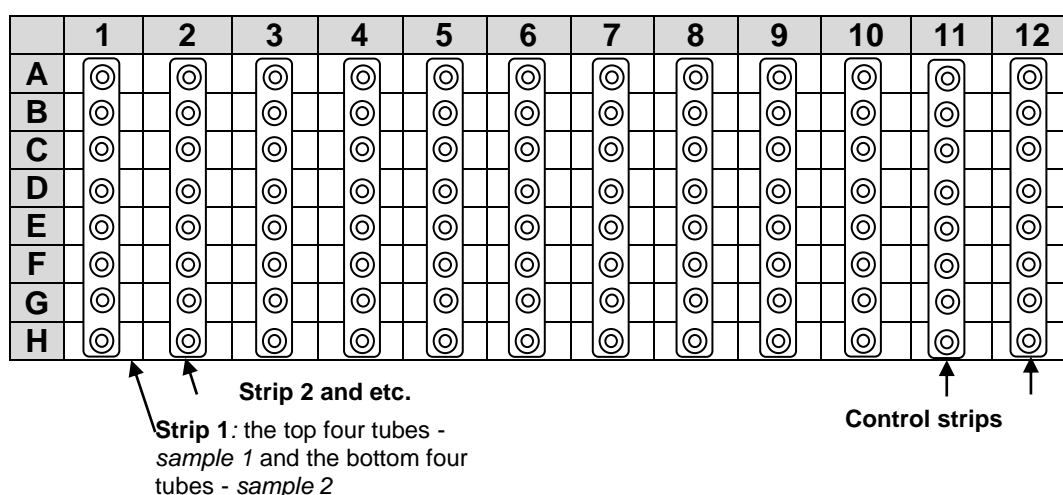 1 2 3 4 5 6 7 8 9 10 11 12
A
B
C
D
E
F
G
H
Strip 2 and etc.
Strip 1: the top four tubes -
sample 1 and the bottom four
tubes - sample 2
Control strips